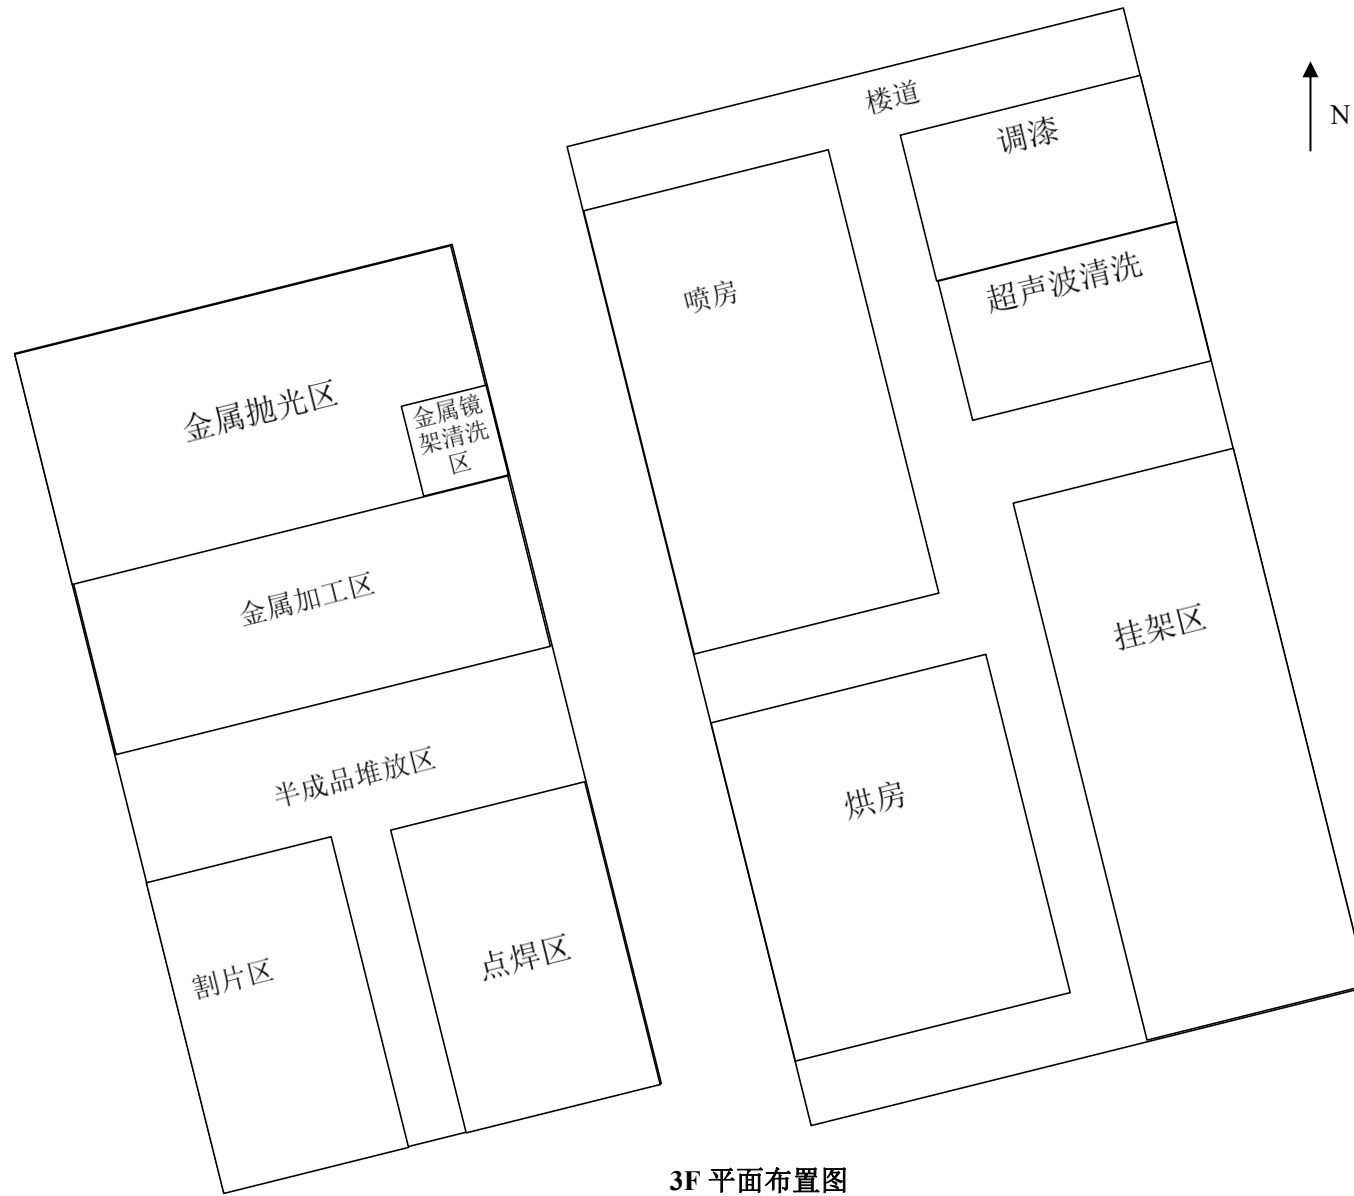 楼道
调漆
N
超声波清洗
喷房
金属抛光区
金属镜
架清洗
区
金属加工区
挂架区
半成品堆放区
烘房
割片区
点焊区
3F 平面布置图